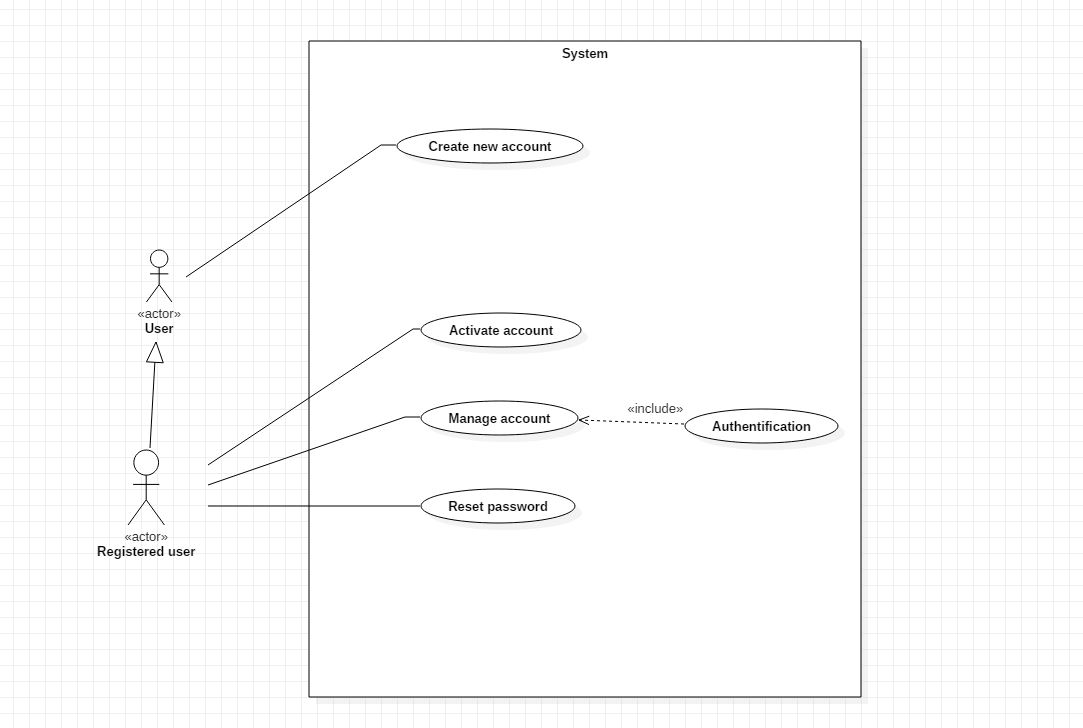 System
Create new account
«actor»
User
Activate account
Manage account
«include»
Authentification
Reset password
«actor»
Registered user